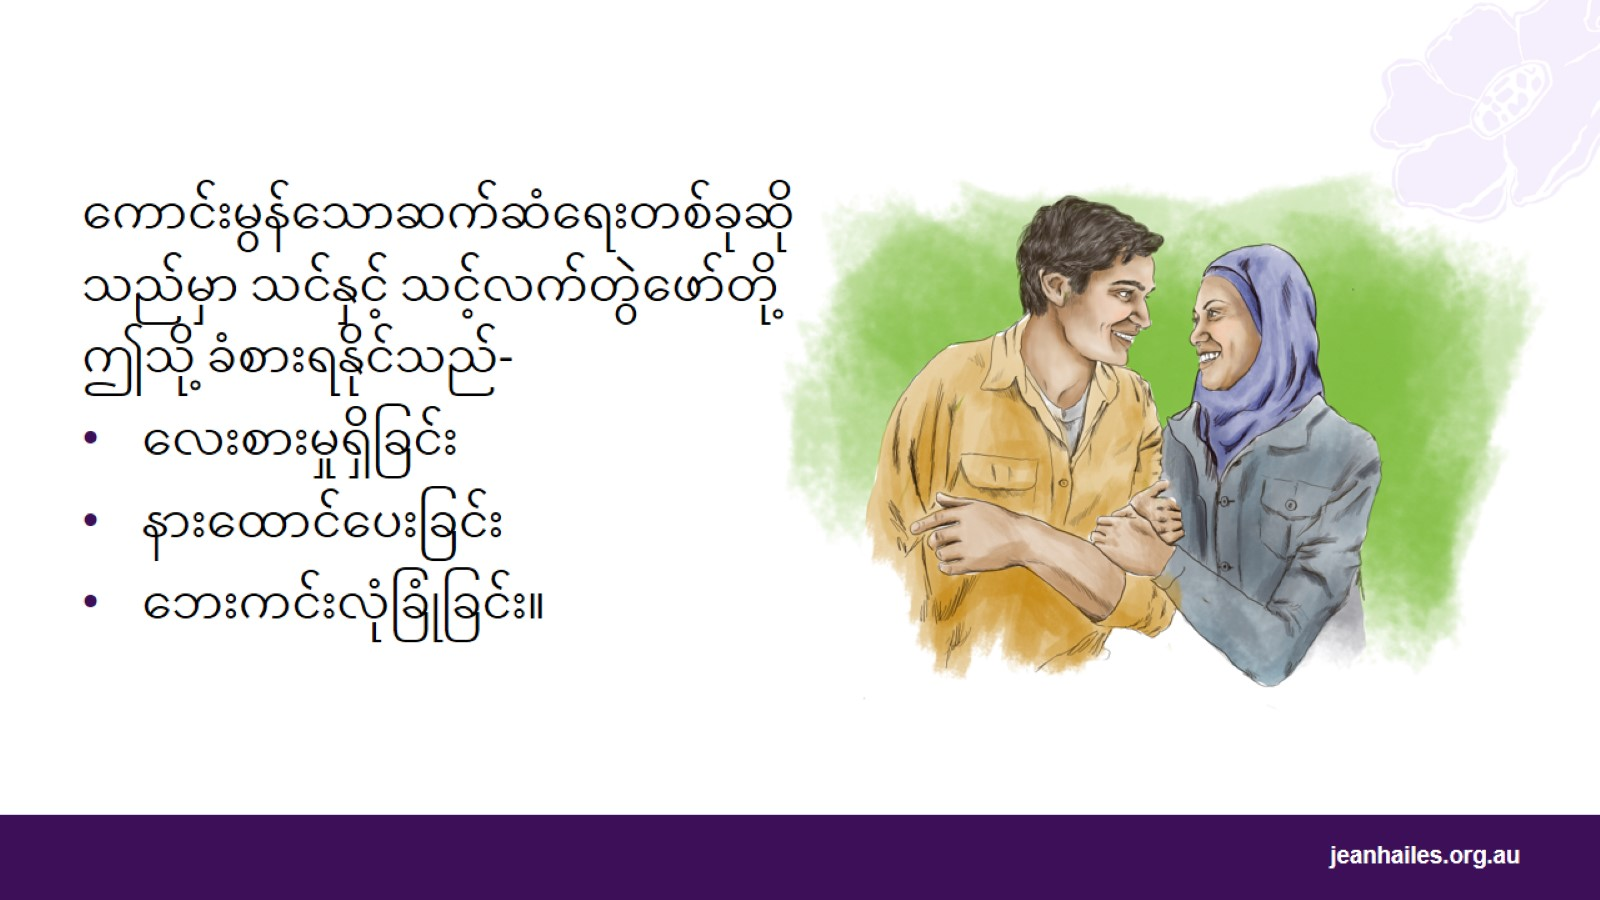 ကောင်းမွန်သောဆက်ဆံရေးတစ်ခုဆို
သည်မှာ သင်နှင့် သင့်လက်တွဲဖော်တို့
ဤသို့ ခံစားရနိုင်သည်-
• လေးစားမှုရှိခြင်း
• နားထောင်ပေးခြင်း
• ဘေးကင်းလုံခြုံခြင်း။
jeanhailes.org.au